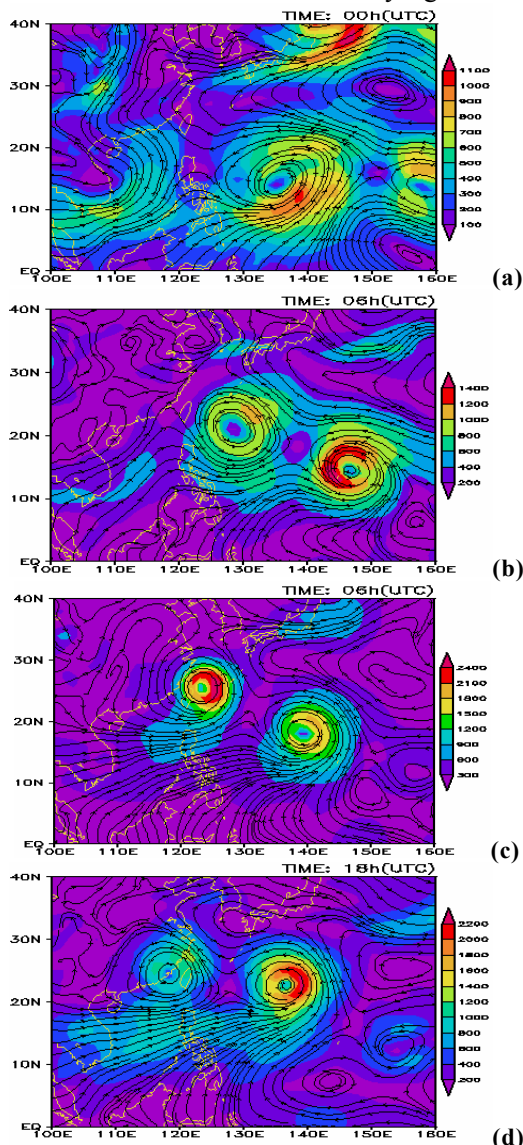 TIME: 00h(UTC)
40N
30N
20N
10N
EQ
100E 110E 120E 130E 140E 150E 160E
1100
1000
900
800
700
600
500
400
300
200
100
(a)
TIME: 06h(UTC)
40N
30N
20N
10N
EQ
100E 110E 120E 130E 140E 150E 160E
1400
1200
1000
800
600
400
200
(b)
TIME: 06h(UTC)
40N
30N
20N
10N
EQ
100E 110E 120E 130E 140E 150E 160E
2400
2100
1800
1500
1200
900
600
300
(c)
TIME: 18h(UTC)
40N
30N
20N
10N
EQ
100E 110E 120E 130E 140E 150E 160E
2200
2000
1800
1600
1400
1200
1000
800
600
400
200
(d)